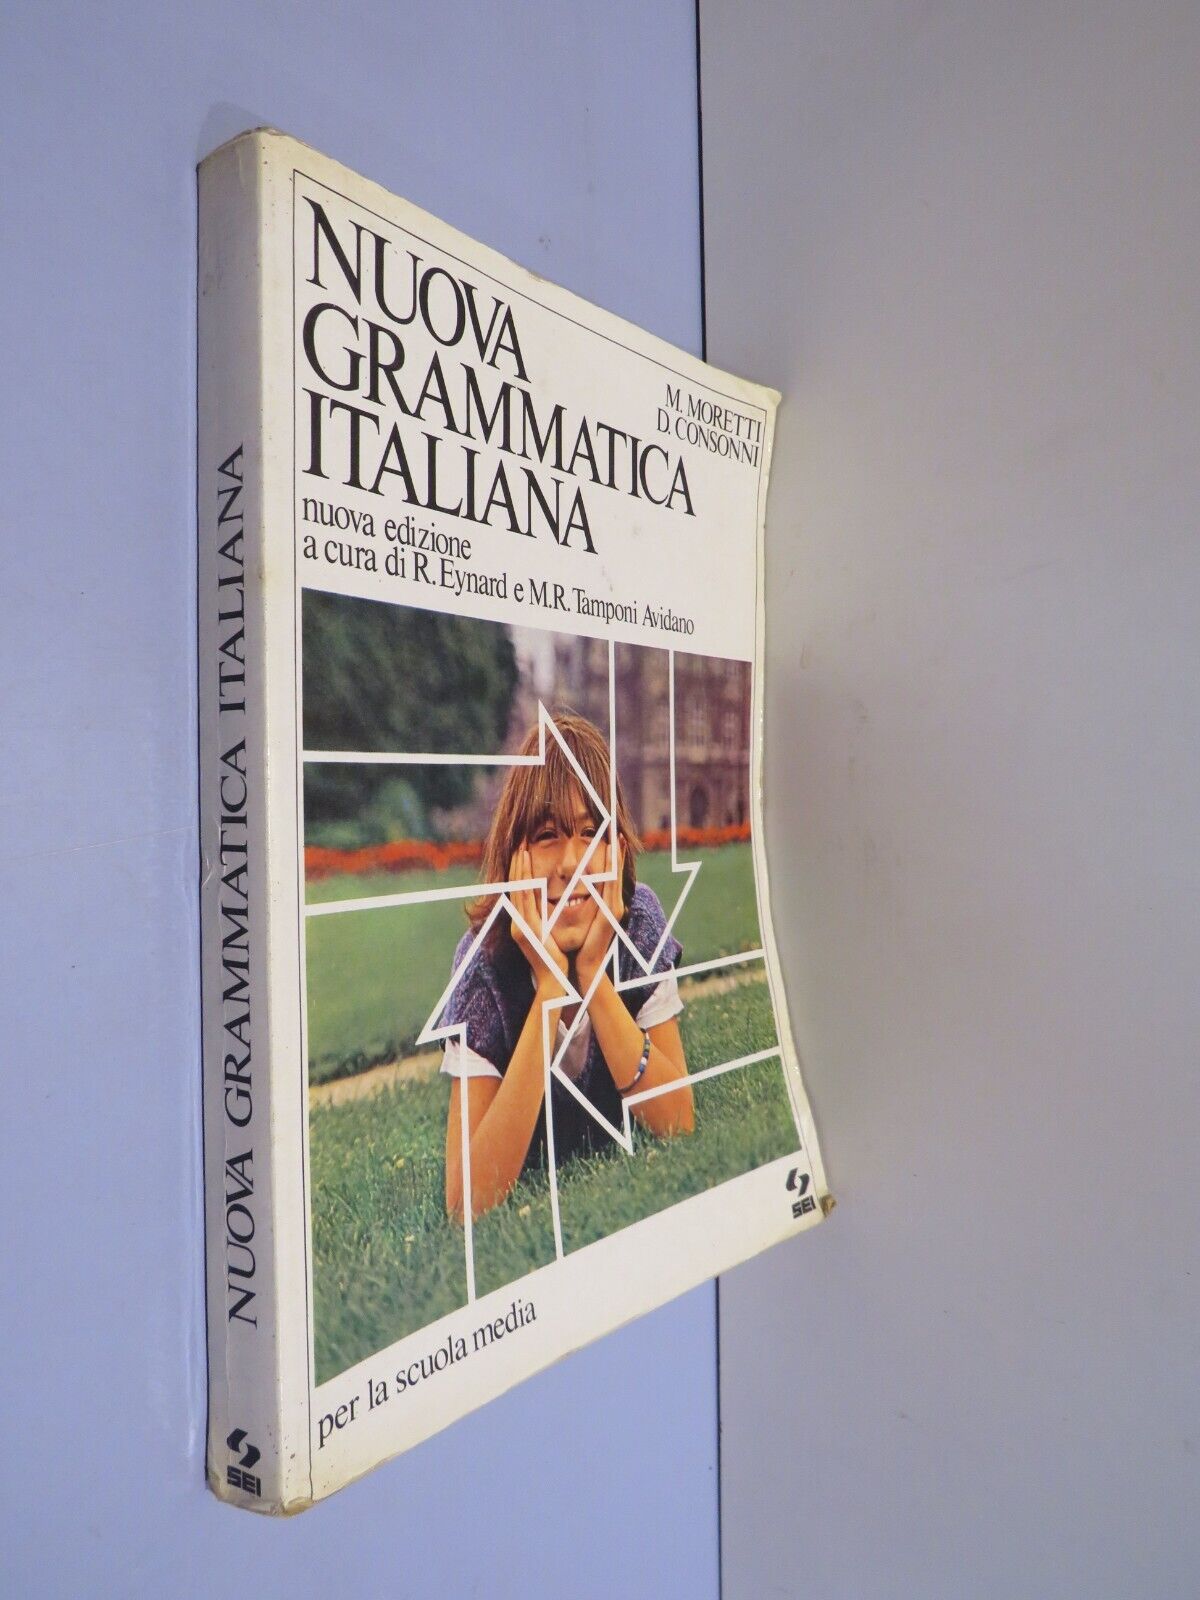 NUOVA GRAMMATICA ITALIANA
SEI
NUOVA
GRAMMATICA
ITALIANA
M. MORETTI
D. CONSONNI
nuova edizione
a cura di R. Eynard e M.R. Tamponi Avidano
SEI
per la scuola media